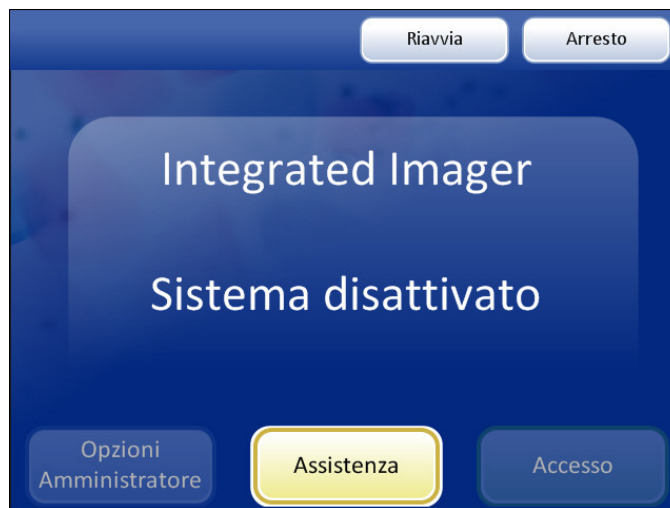 Riavvia
Arresto
Integrated Imager
Sistema disattivato
Opzioni
Amministratore
Assistenza
Accesso